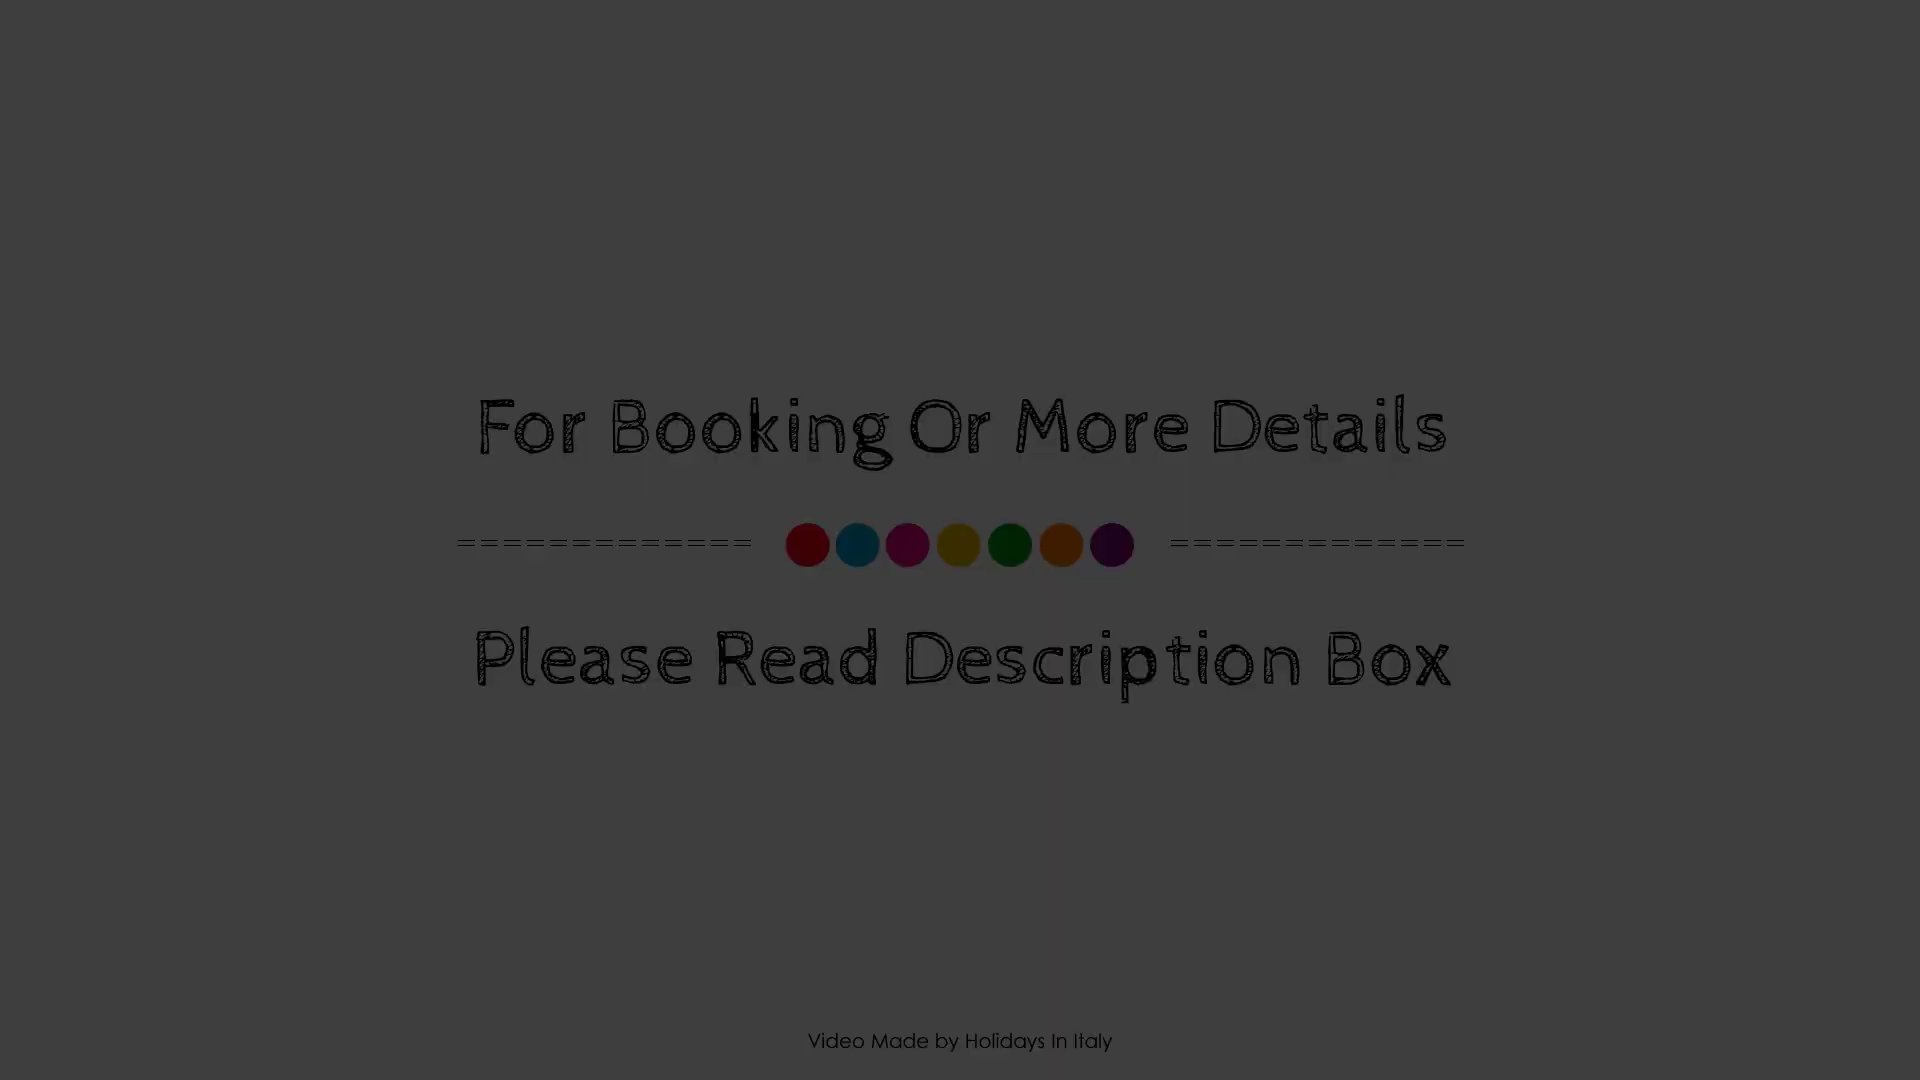 For Booking Or More Details
============= =============
Please Read Description Box
Video Made by Holidays In Italy